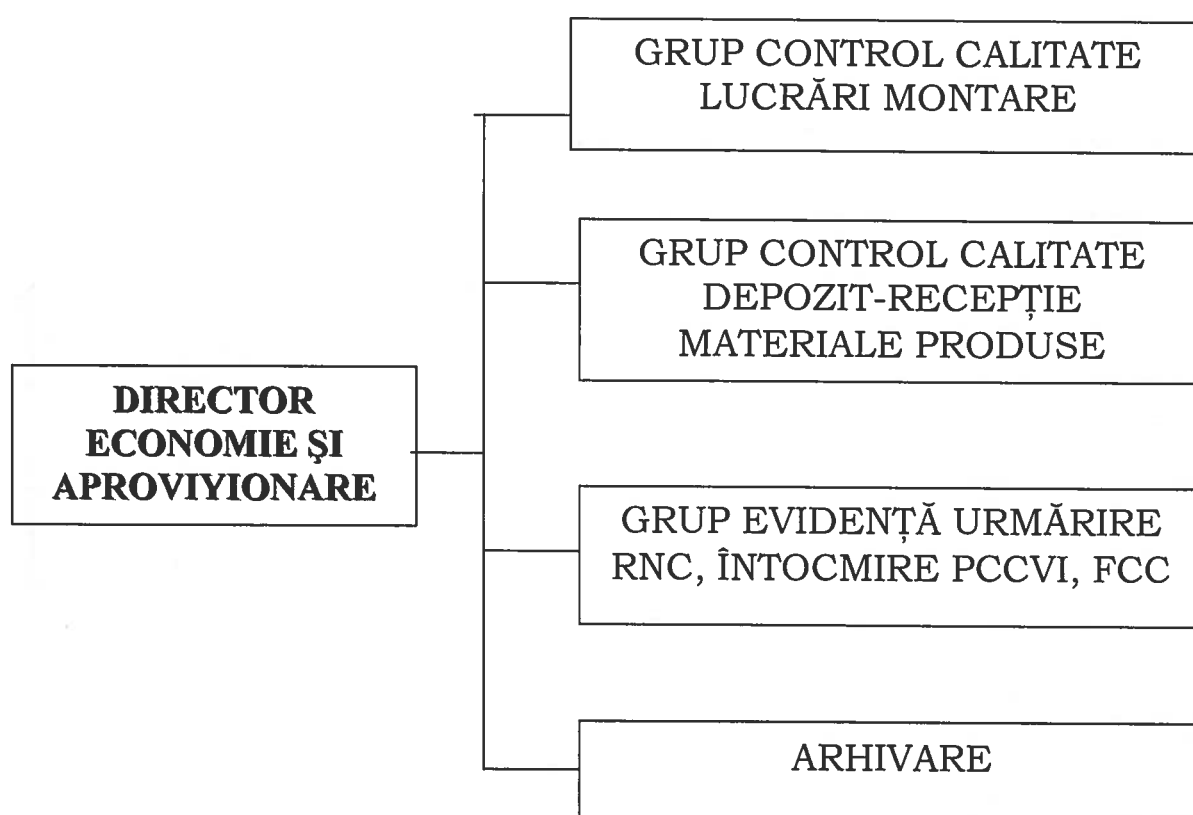 GRUP CONTROL CALITATE
LUCRĂRI MONTARE
GRUP CONTROL CALITATE
DEPOZIT-RECEPȚIE
MATERIALE PRODUSE
DIRECTOR
ECONOMIE ŞI
APROVIYIONARE
GRUP EVIDENȚĂ URMĂRIRE
RNC, ÎNTOCMIRE PCCVI, FCC
ARHIVARE